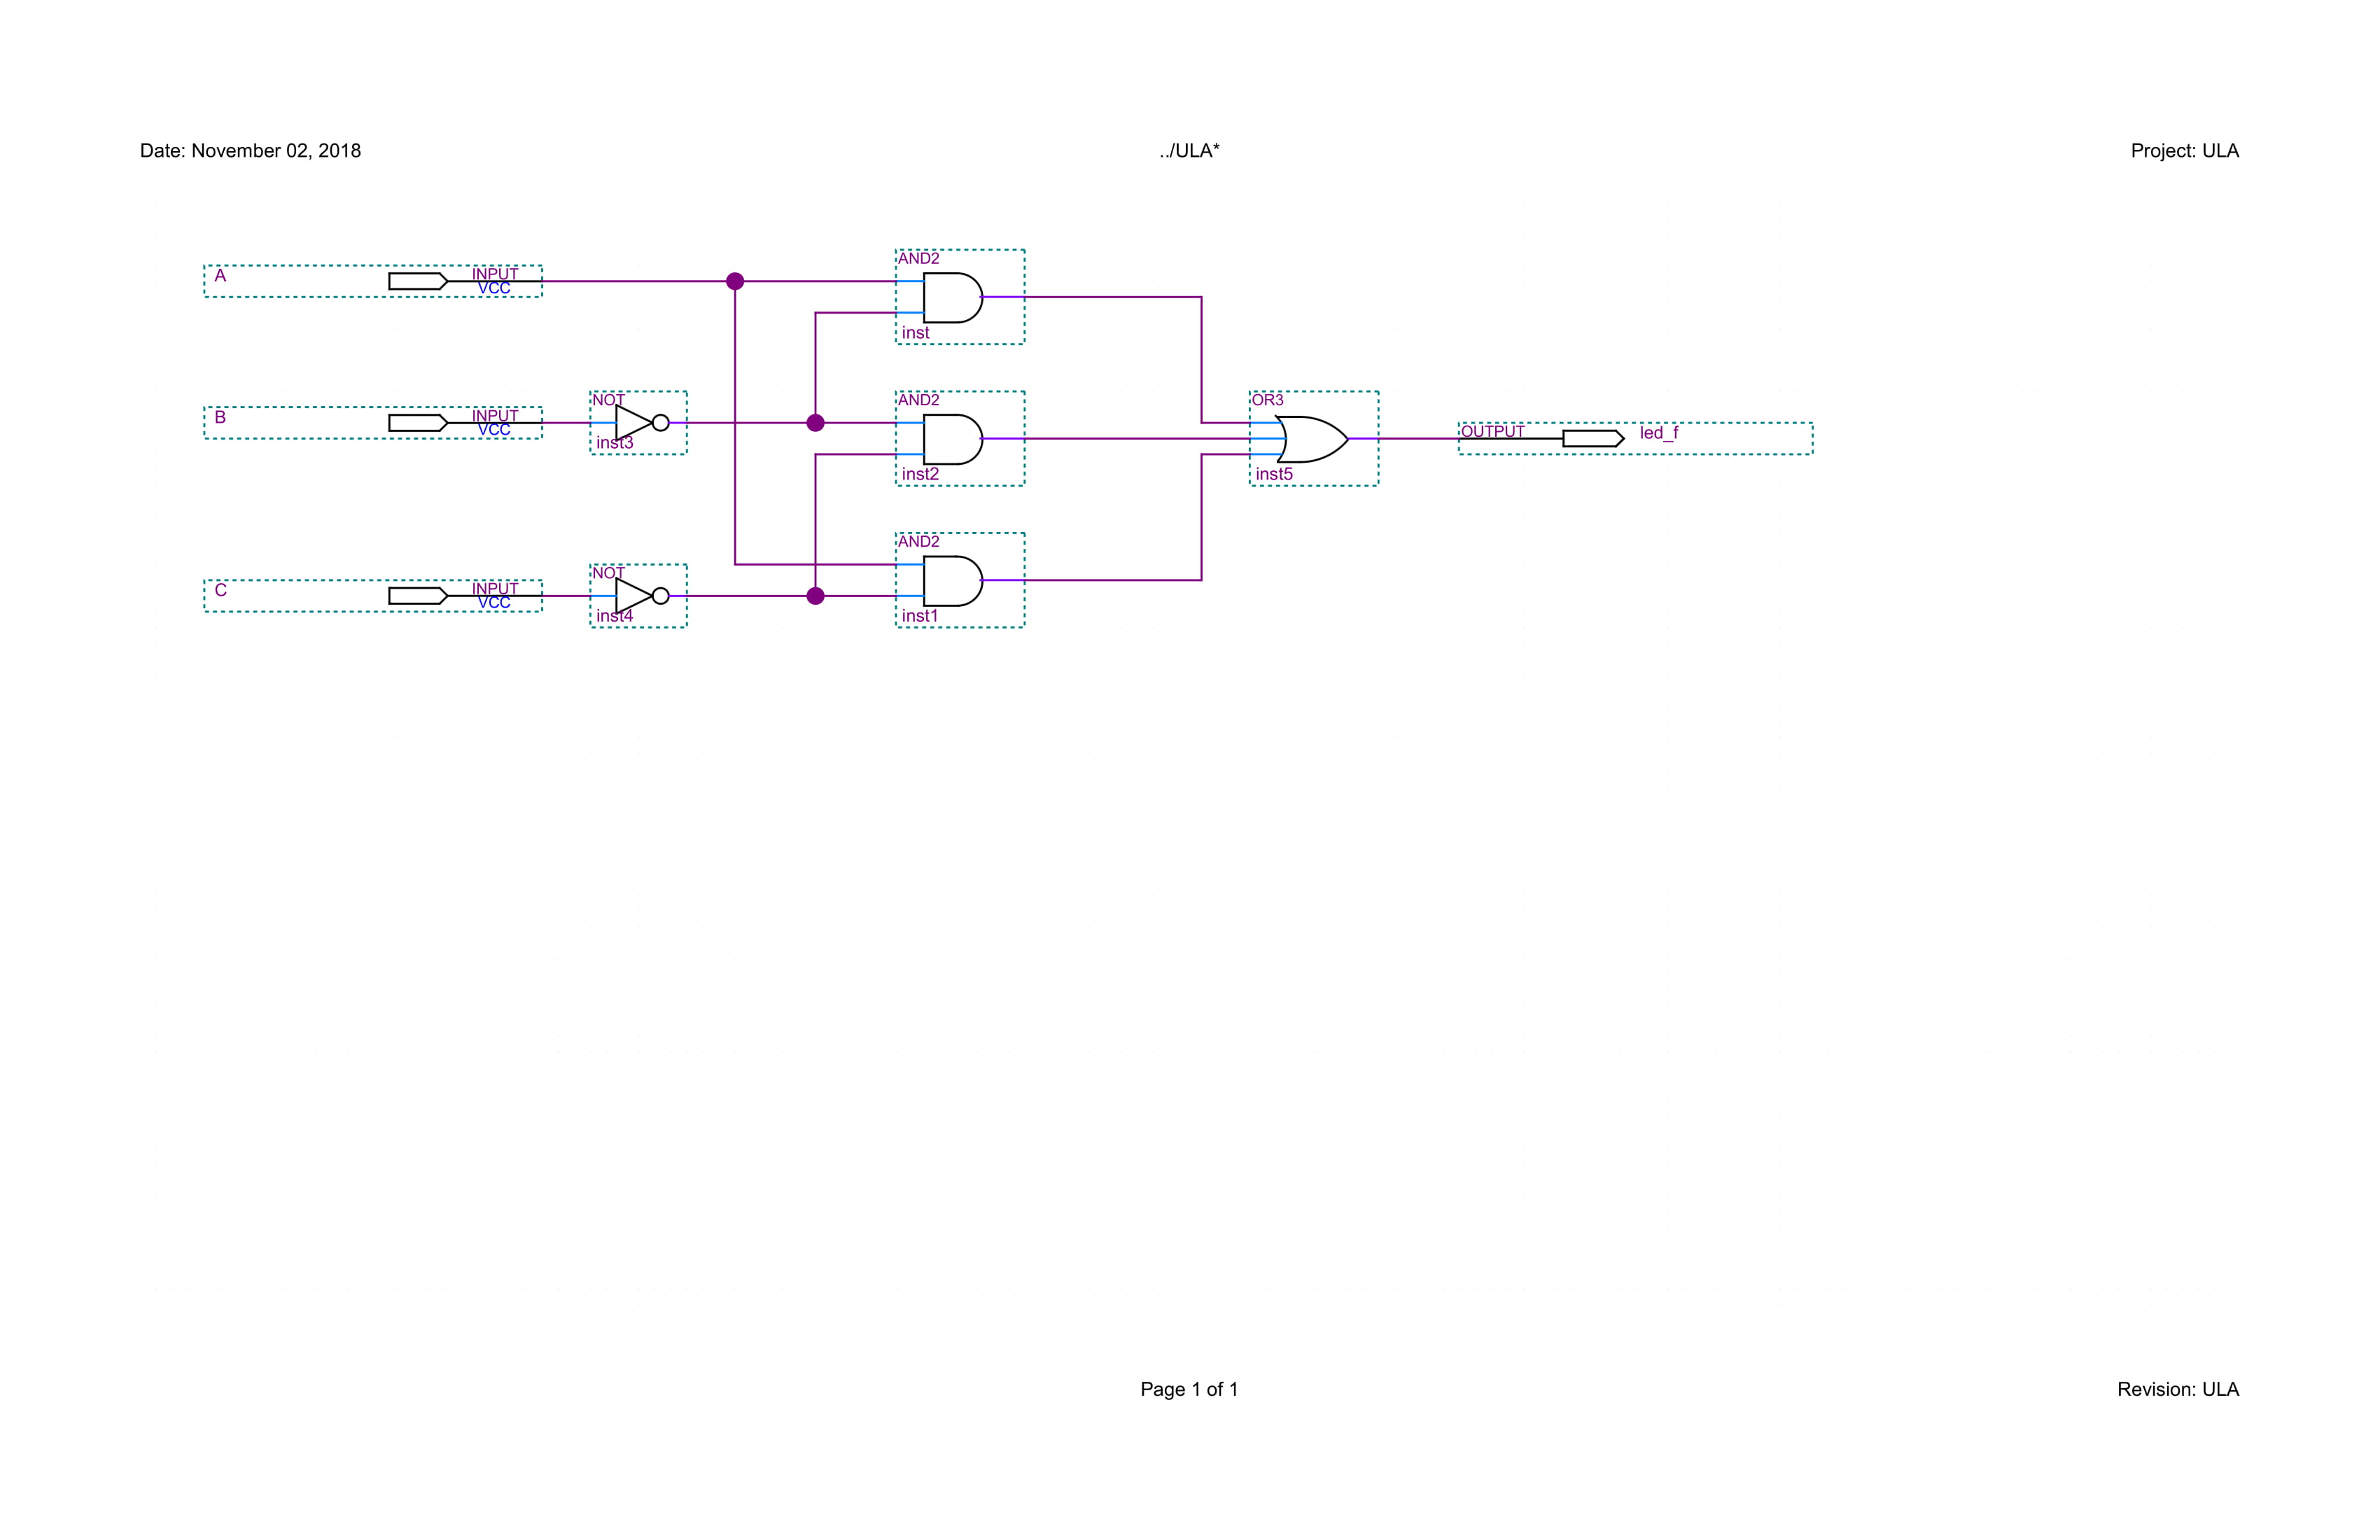 Date: November 02, 2018 ../ULA* Project: ULA
A INPUT
VCC
AND2
inst
B INPUT
VCC
NOT
inst3
AND2
inst2
OR3
inst5
OUTPUT led_f
C INPUT
VCC
NOT
inst4
AND2
inst1
Page 1 of 1 Revision: ULA